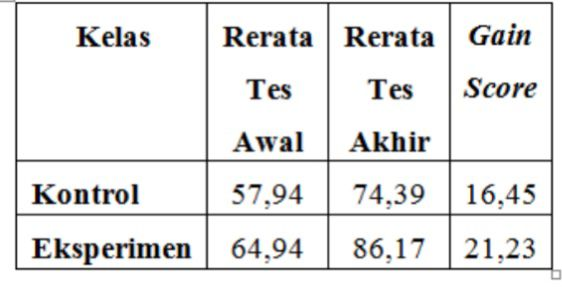 Kelas Rerata Tes Awal Rerata Tes Akhir Gain Score
Kontrol 57,94 74,39 16,45
Eksperimen 64,94 86,17 21,23